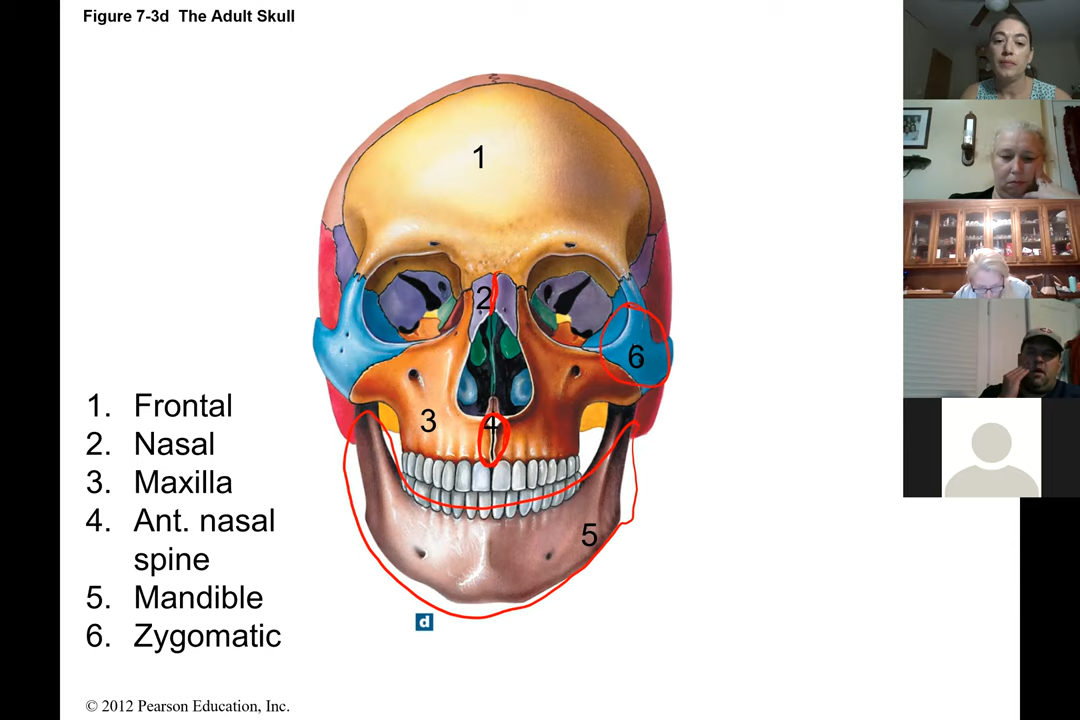 Figure 7-3d The Adult Skull
1
2
6
3
4
5
1. Frontal
2. Nasal
3. Maxilla
4. Ant. nasal
spine
5. Mandible
6. Zygomatic
d
© 2012 Pearson Education, Inc.